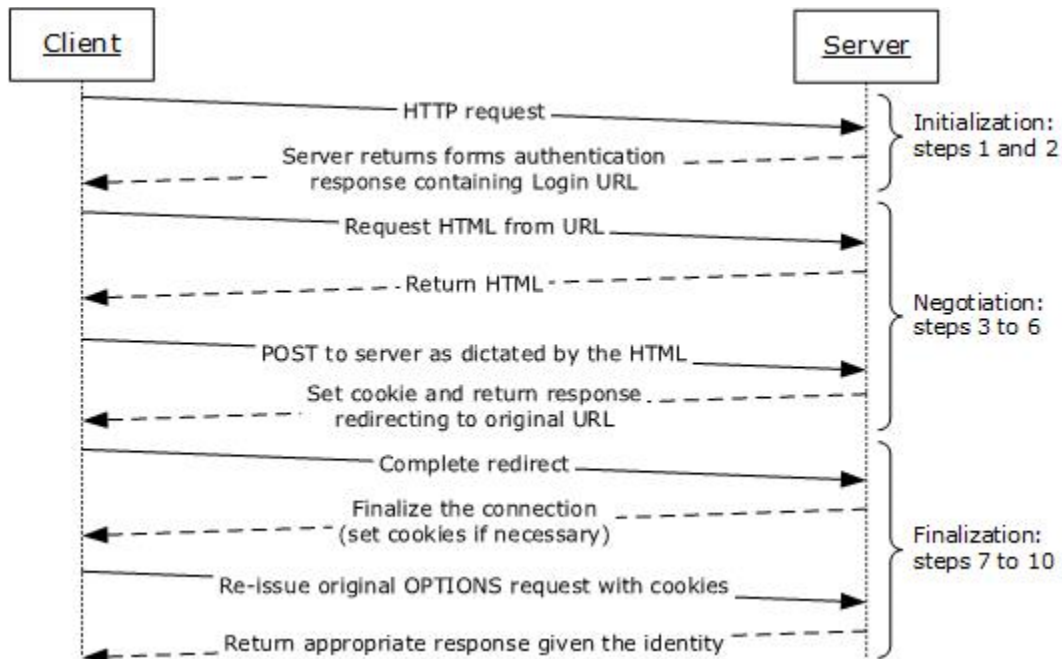 Client
Server
HTTP request
Initialization:
steps 1 and 2
Server returns forms authentication
response containing Login URL
Request HTML from URL
Return HTML
Negotiation:
steps 3 to 6
POST to server as dictated by the HTML
Set cookie and return response
redirecting to original URL
Complete redirect
Finalize the connection
(set cookies if necessary)
Finalization:
steps 7 to 10
Re-issue original OPTIONS request with cookies
Return appropriate response given the identity